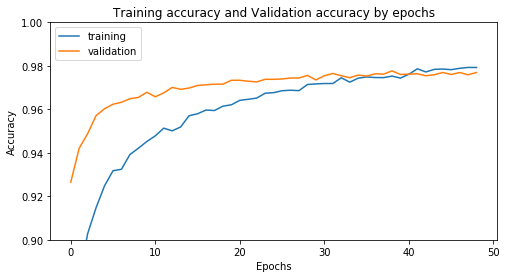 Training accuracy and Validation accuracy by epochs
training
validation
Accuracy
1.00
0.98
0.96
0.94
0.92
0.90
0
10
20
30
40
50
Epochs